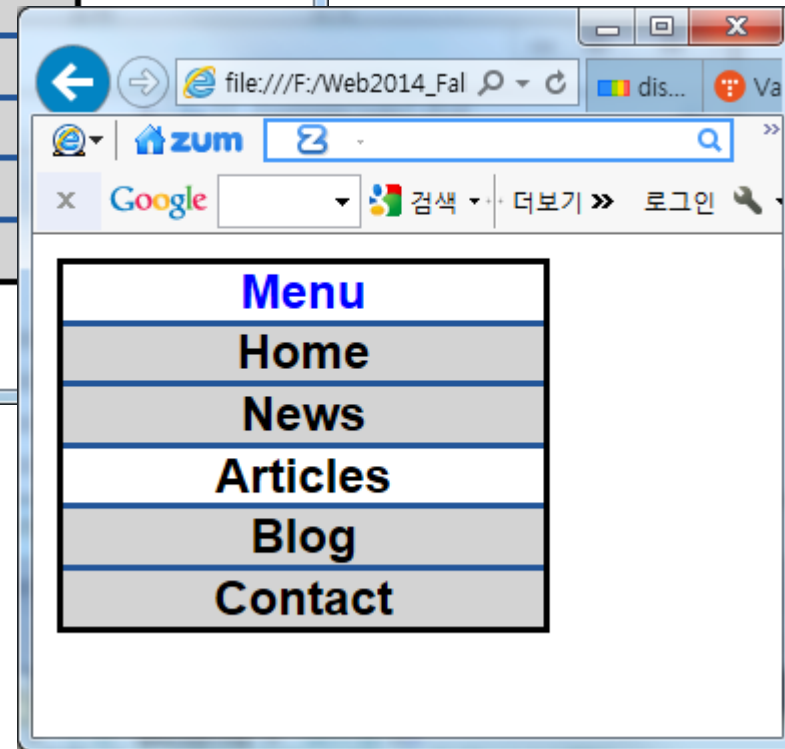 file:///F:/Web2014_Fal dis... Va
zum
x Google 검색 더보기 » 로그인
Menu
Home
News
Articles
Blog
Contact